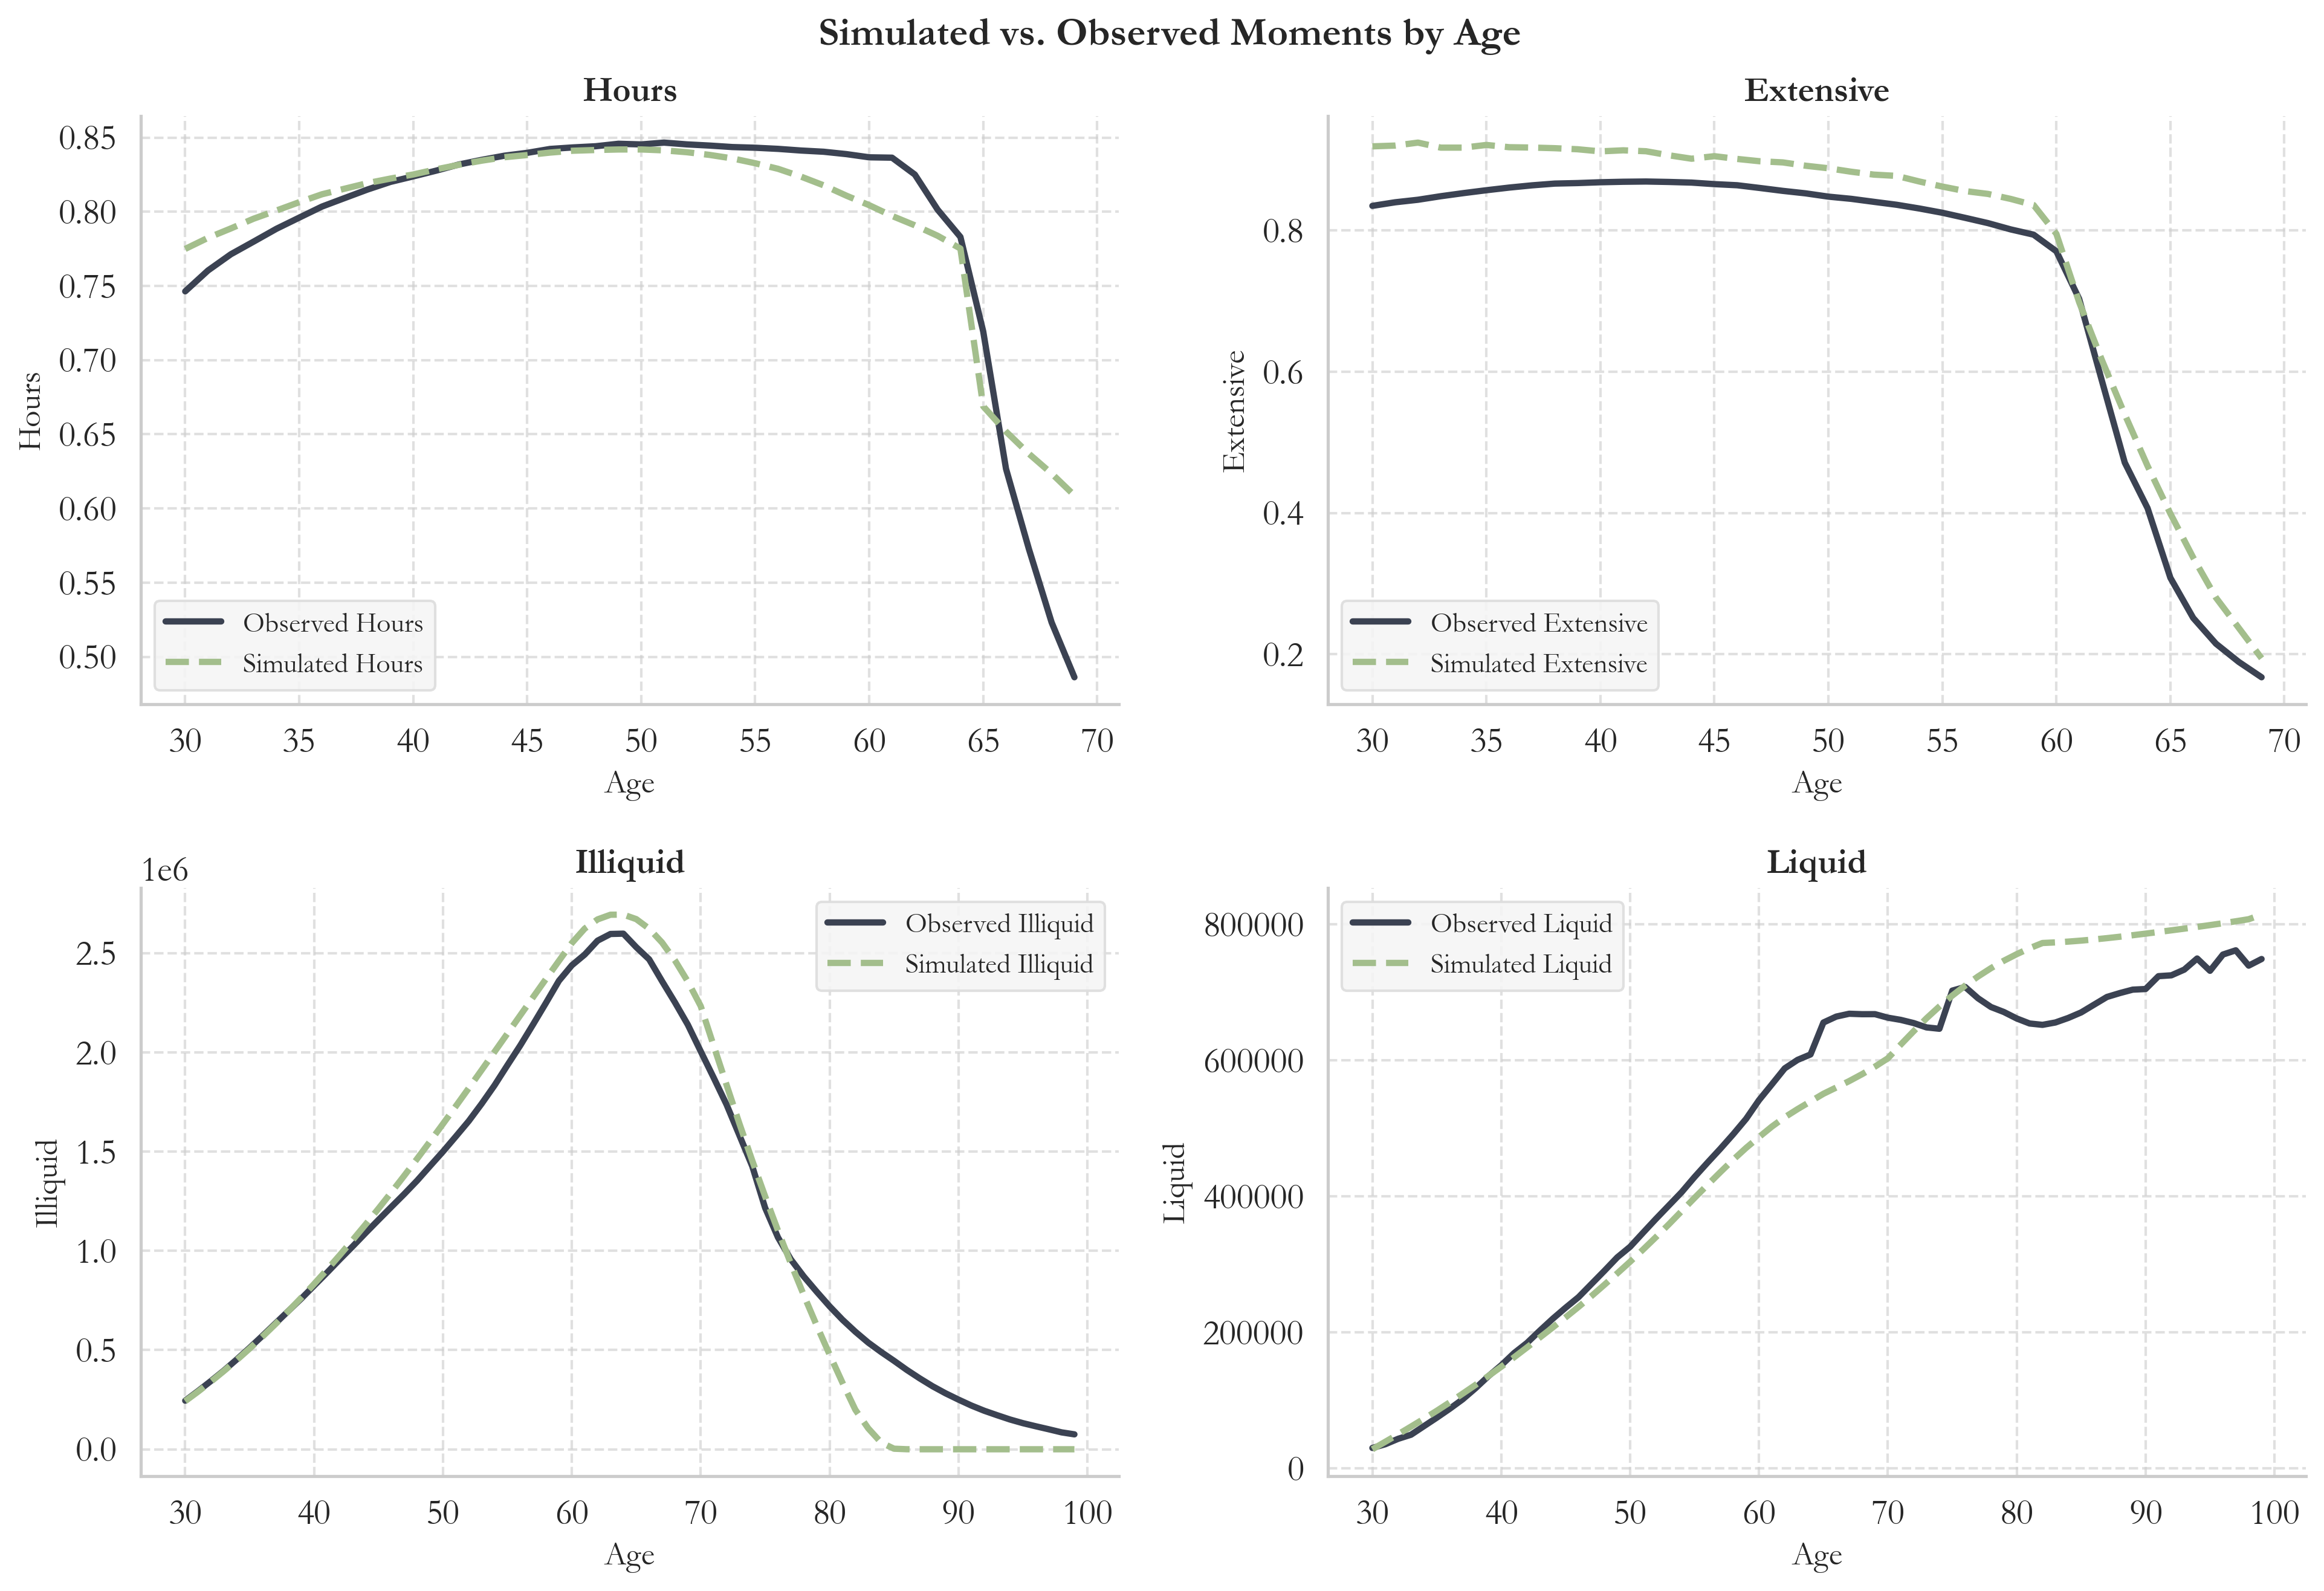 Simulated vs. Observed Moments by Age
Hours
0.85
0.80
0.75
0.70
0.65
0.60
0.55
0.50
Hours
Observed Hours
Simulated Hours
30 35 40 45 50 55 60 65 70
Age
Extensive
0.8
0.6
0.4
0.2
Extensive
Observed Extensive
Simulated Extensive
30 35 40 45 50 55 60 65 70
Age
Illiquid
1e6
2.5
2.0
1.5
1.0
0.5
0.0
Illiquid
Observed Illiquid
Simulated Illiquid
30 40 50 60 70 80 90 100
Age
Liquid
800000
600000
400000
200000
0
Liquid
Observed Liquid
Simulated Liquid
30 40 50 60 70 80 90 100
Age